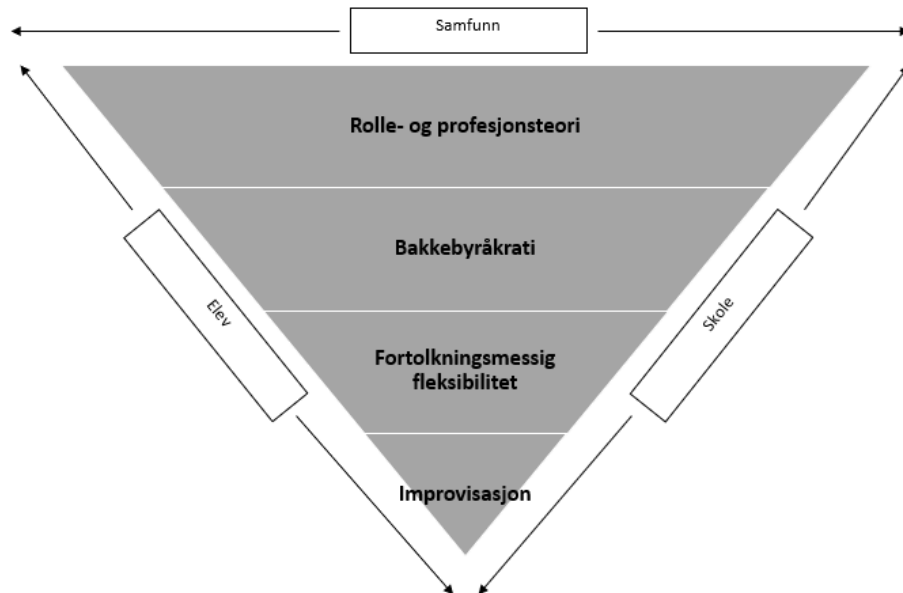 Samfunn
Rolle- og profesjonsteori
Bakkebyråkrati
Elev
Skole
Fortolkningsmessig
fleksibilitet
Improvisasjon